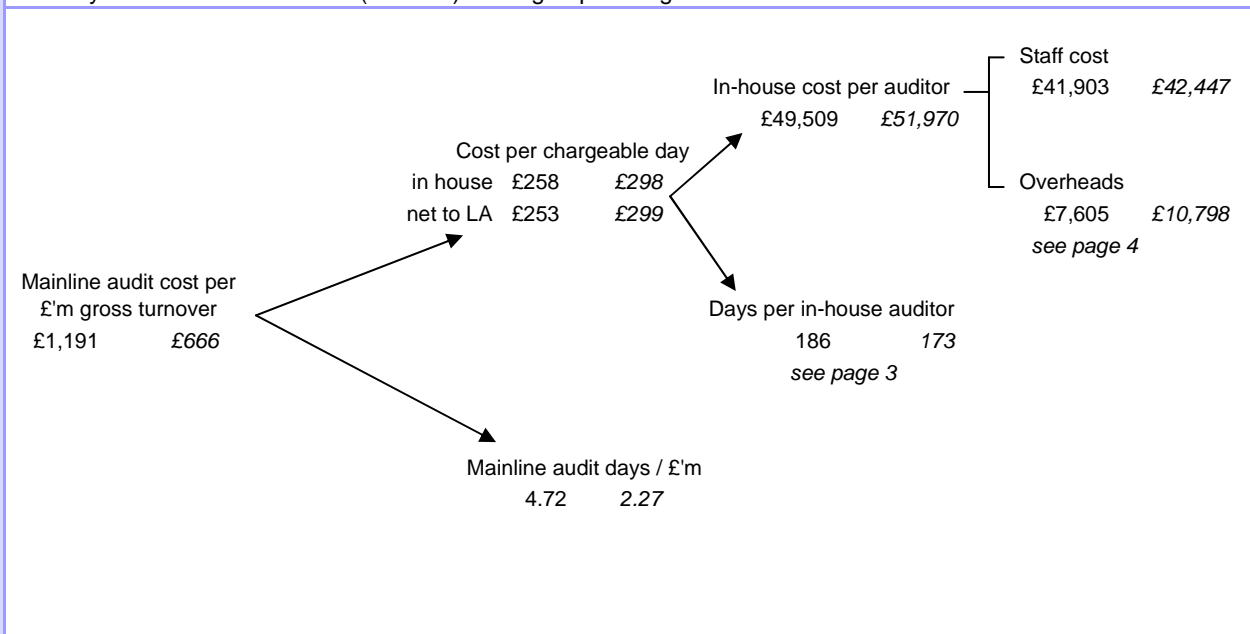 Staff cost
£41,903 £42,447
In-house cost per auditor
£49,509 £51,970
Cost per chargeable day
in house £258 £298
net to LA £253 £299
Overheads
£7,605 £10,798
see page 4
Mainline audit cost per
£'m gross turnover
£1,191 £666
Days per in-house auditor
186 173
see page 3
Mainline audit days / £'m
4.72 2.27